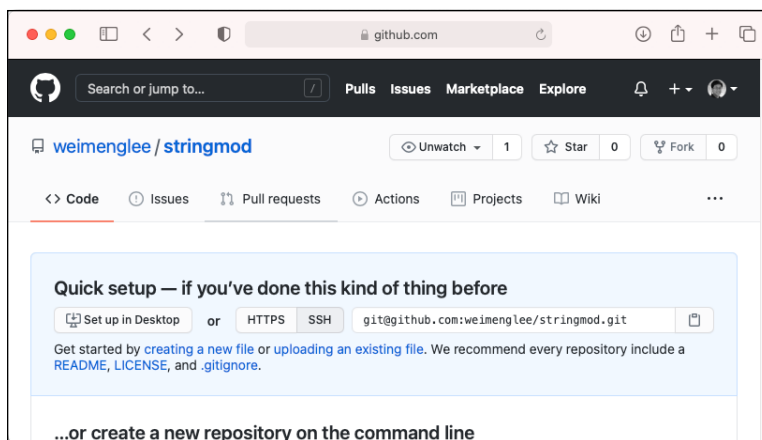 github.com
Search or jump to... / Pulls Issues Marketplace Explore
weimenglee / stringmod Unwatch 1 Star 0 Fork 0
<> Code Issues Pull requests Actions Projects Wiki ...
Quick setup — if you've done this kind of thing before
Set up in Desktop or HTTPS SSH git@github.com:weimenglee/stringmod.git
Get started by creating a new file or uploading an existing file. We recommend every repository include a
README, LICENSE, and .gitignore.
...or create a new repository on the command line